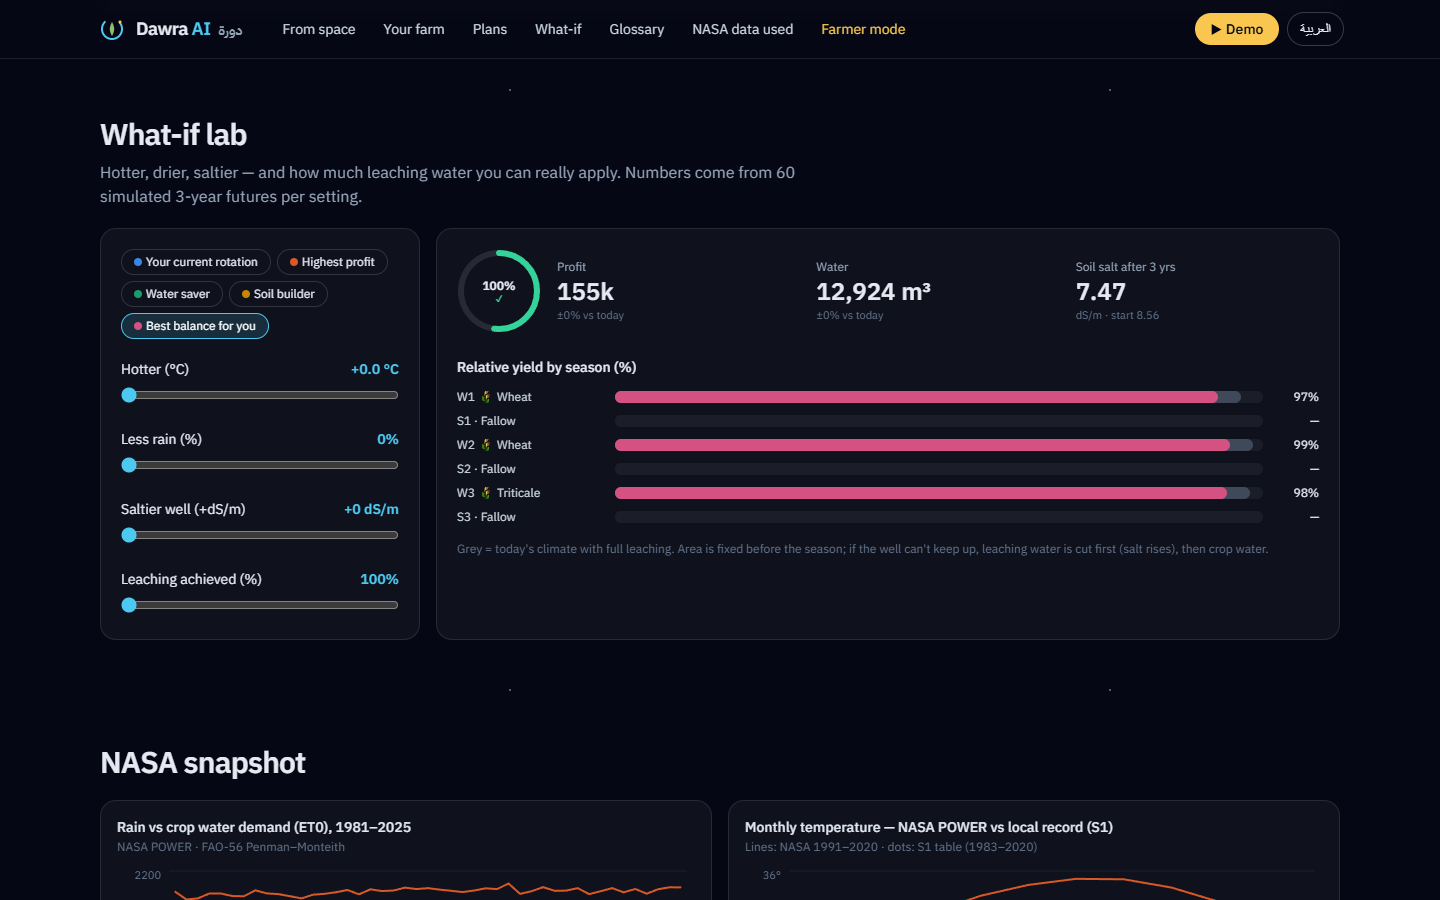 Dawra AI دورة
From space
Your farm
Plans
What-if
Glossary
NASA data used
Farmer mode
▶ Demo
العربية
What-if lab
Hotter, drier, saltier — and how much leaching water you can really apply. Numbers come from 60
simulated 3-year futures per setting.
Your current rotation
Highest profit
Water saver
Soil builder
Best balance for you
Hotter (°C) +0.0 °C
Less rain (%) 0%
Saltier well (+dS/m) +0 dS/m
Leaching achieved (%) 100%
100%
✓
Profit
155k
±0% vs today
Water
12,924 m³
±0% vs today
Soil salt after 3 yrs
7.47
dS/m · start 8.56
Relative yield by season (%)
W1 Wheat 97%
S1 · Fallow —
W2 Wheat 99%
S2 · Fallow —
W3 Triticale 98%
S3 · Fallow —
Grey = today's climate with full leaching. Area is fixed before the season; if the well can't keep up, leaching water is cut first (salt rises), then crop water.
NASA snapshot
Rain vs crop water demand (ET0), 1981–2025
NASA POWER · FAO-56 Penman–Monteith
2200
Monthly temperature — NASA POWER vs local record (S1)
Lines: NASA 1991–2020 · dots: S1 table (1983–2020)
36°